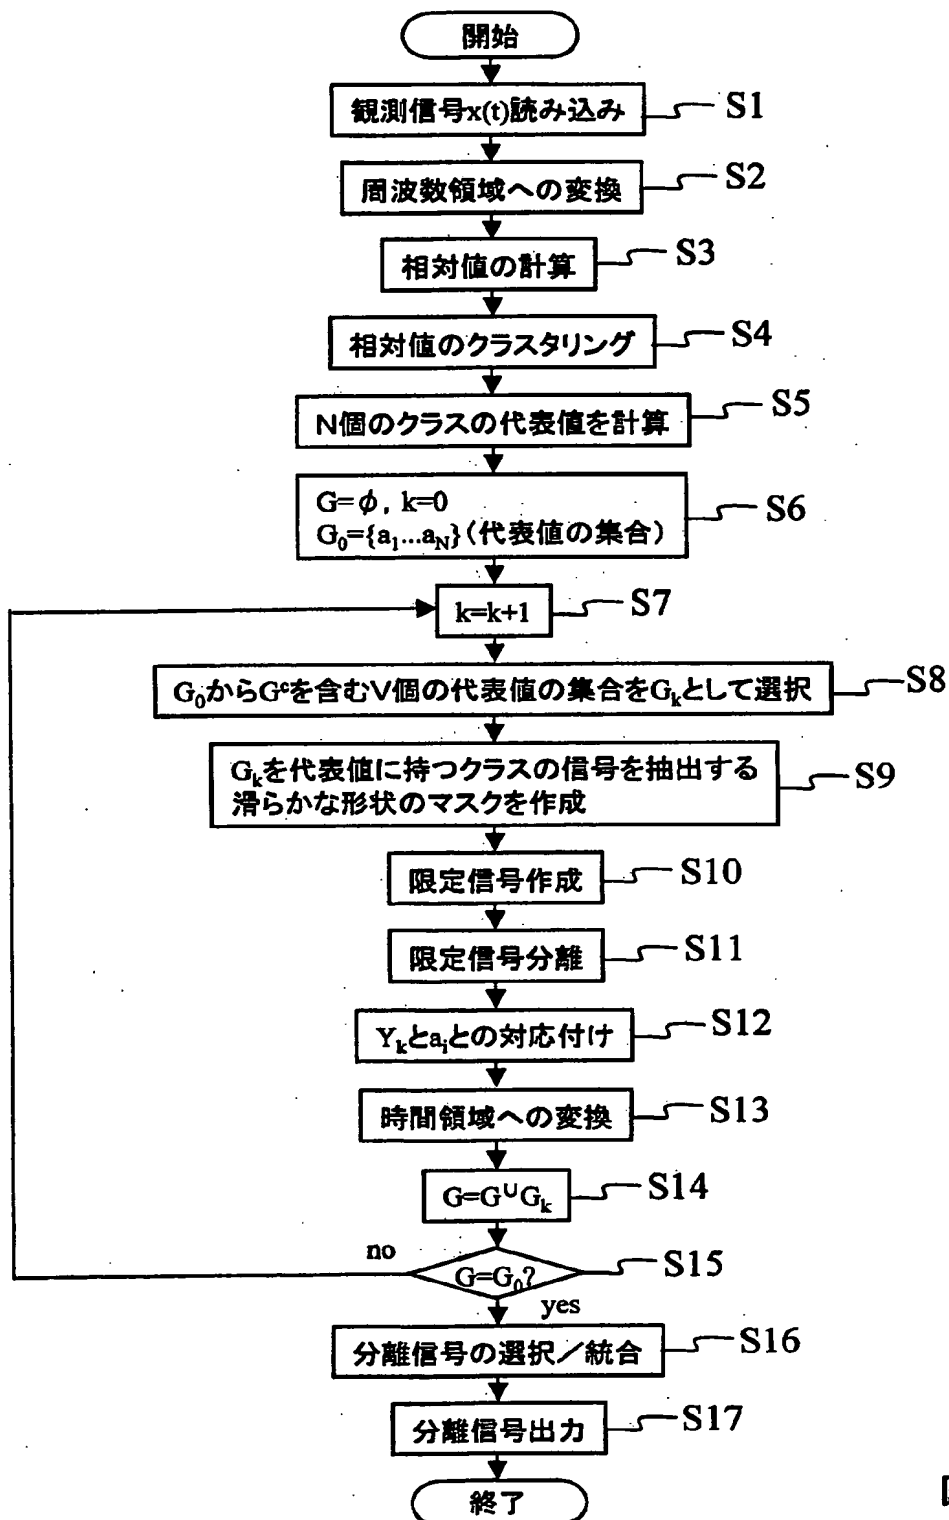 開始
観測信号x(t)読み込み S1
周波数領域への変換 S2
相対値の計算 S3
相対値のクラスタリング S4
N個のクラスの代表値を計算 S5
G=φ, k=0
G₀={a₁...a_N}(代表値の集合) S6
k=k+1 S7
G₀からGᶜを含むV個の代表値の集合をGₖとして選択 S8
Gₖを代表値に持つクラスの信号を抽出する
滑らかな形状のマスクを作成 S9
限定信号作成 S10
限定信号分離 S11
Yₖとaᵢとの対応付け S12
時間領域への変換 S13
G=G∪Gₖ S14
no
G=G₀? S15
yes
分離信号の選択/統合 S16
分離信号出力 S17
終了